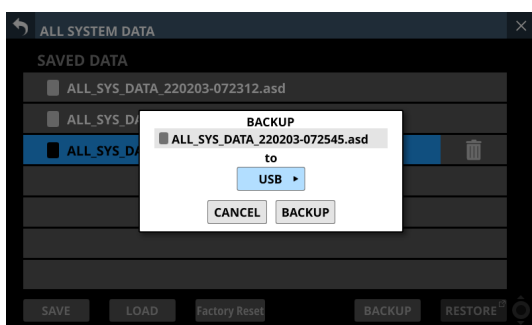 ALL SYSTEM DATA
SAVED DATA
ALL_SYS_DATA_220203-072312.asd
ALL_SYS_DA
ALL_SYS_DA
BACKUP
ALL_SYS_DATA_220203-072545.asd
to
USB
CANCEL BACKUP
SAVE LOAD Factory Reset BACKUP RESTORE